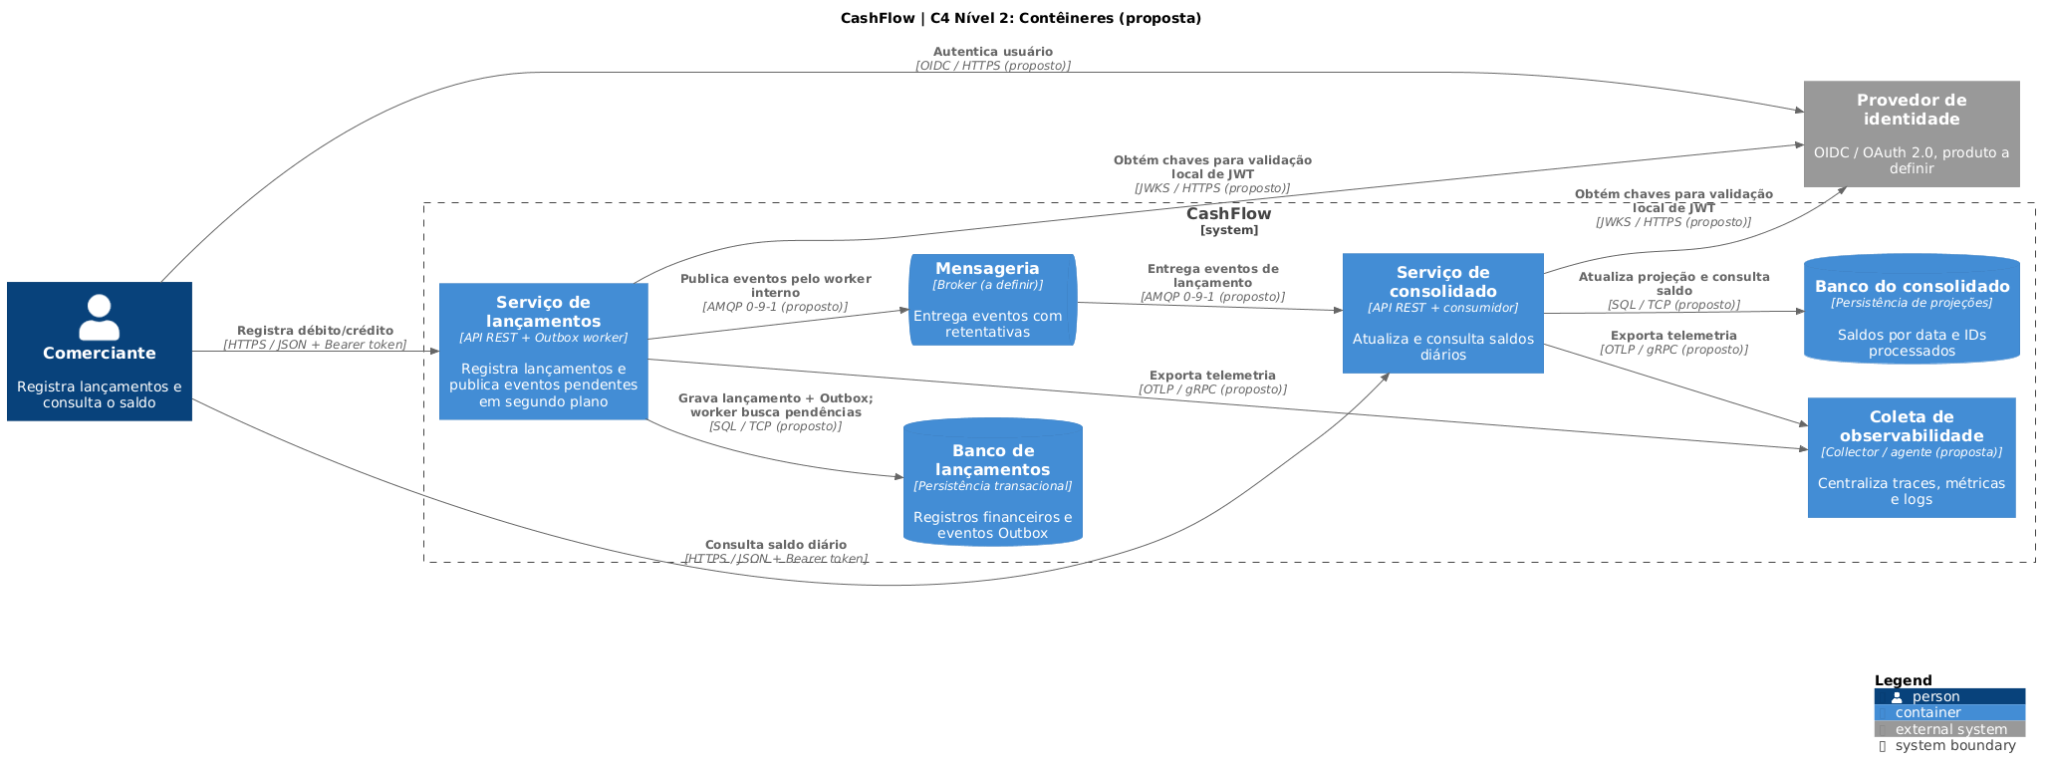 CashFlow | C4 Nível 2: Contêineres (proposta)
Autentica usuário
[OIDC / HTTPS (proposto)]
Provedor de
identidade
OIDC / OAuth 2.0, produto a
definir
Obtém chaves para validação
local de JWT
[JWKS / HTTPS (proposto)]
Obtém chaves para validação
local de JWT
[JWKS / HTTPS (proposto)]
CashFlow
[system]
Comerciante
Registra lançamentos e
consulta o saldo
Registra débito/crédito
[HTTPS / JSON + Bearer token]
Serviço de
lançamentos
[API REST + Outbox worker]
Registra lançamentos e
publica eventos pendentes
em segundo plano
Publica eventos pelo worker
interno
[AMQP 0-9-1 (proposto)]
Mensageria
[Broker (a definir)]
Entrega eventos com
retentativas
Entrega eventos de
lançamento
[AMQP 0-9-1 (proposto)]
Serviço de
consolidado
[API REST + consumidor]
Atualiza e consulta saldos
diários
Atualiza projeção e consulta
saldo
[SQL / TCP (proposto)]
Banco do consolidado
[Persistência de projeções]
Saldos por data e IDs
processados
Exporta telemetria
[OTLP / gRPC (proposto)]
Exporta telemetria
[OTLP / gRPC (proposto)]
Coleta de
observabilidade
[Collector / agente (proposta)]
Centraliza traces, métricas
e logs
Grava lançamento + Outbox;
worker busca pendências
[SQL / TCP (proposto)]
Banco de
lançamentos
[Persistência transacional]
Registros financeiros e
eventos Outbox
Consulta saldo diário
[HTTPS / JSON + Bearer token]
Legend
person
container
external system
system boundary